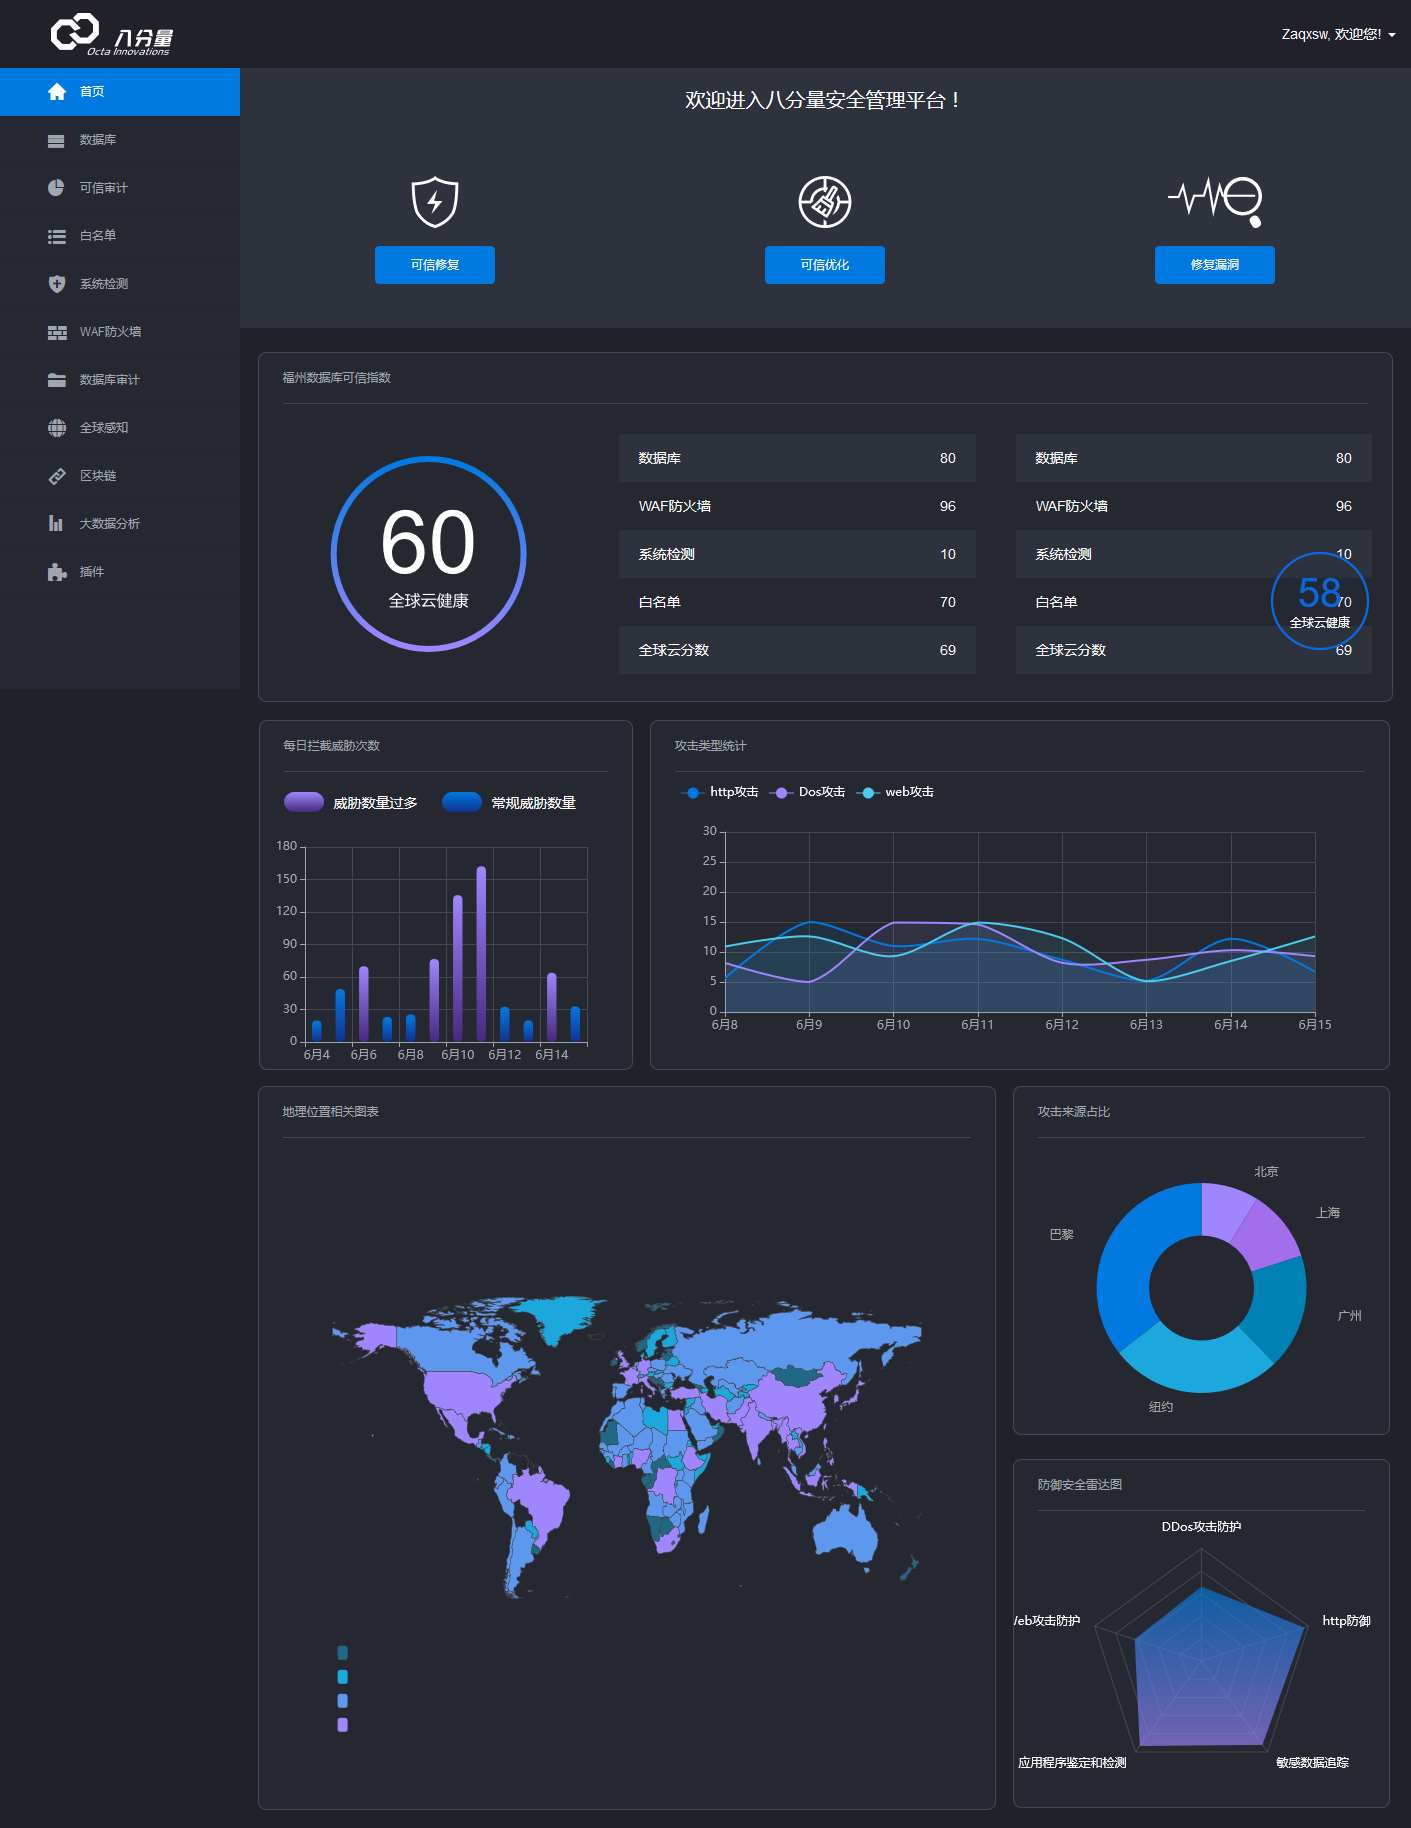 八分量
Octa Innovations
Zaqxsw, 欢迎您!
首页
数据库
可信审计
白名单
系统检测
WAF防火墙
数据库审计
全球感知
区块链
大数据分析
插件
欢迎进入八分量安全管理平台！
可信修复
可信优化
修复漏洞
福州数据库可信指数
60
全球云健康
数据库 80
WAF防火墙 96
系统检测 10
白名单 70
全球云分数 69
数据库 80
WAF防火墙 96
系统检测 10
白名单 70
全球云分数 69
58
全球云健康
每日拦截威胁次数
威胁数量过多 常规威胁数量
180
150
120
90
60
30
0
6月4 6月6 6月8 6月10 6月12 6月14
攻击类型统计
http攻击 Dos攻击 web攻击
30
25
20
15
10
5
0
6月8 6月9 6月10 6月11 6月12 6月13 6月14 6月15
地理位置相关图表
攻击来源占比
北京
上海
巴黎
广州
纽约
防御安全雷达图
DDos攻击防护
eb攻击防护
http防御
应用程序鉴定和检测
敏感数据追踪